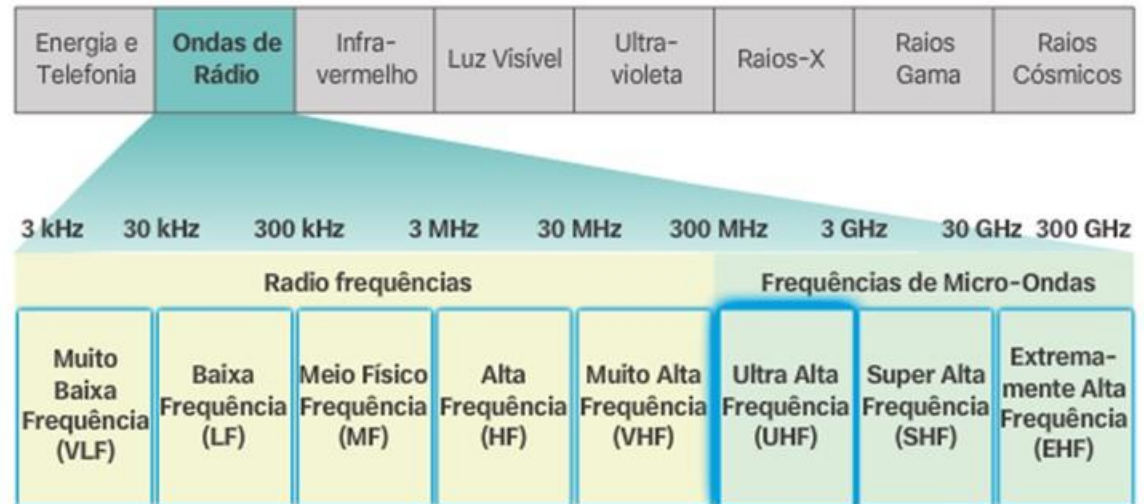 Energia e Telefonia
Ondas de Rádio
Infra-vermelho
Luz Visível
Ultra-violeta
Raios-X
Raios Gama
Raios Cósmicos
3 kHz 30 kHz 300 kHz 3 MHz 30 MHz 300 MHz 3 GHz 30 GHz 300 GHz
Radio frequências
Frequências de Micro-Ondas
Muito
Baixa
Frequência
(VLF)
Baixa
Frequência
(LF)
Meio Físico
Frequência
(MF)
Alta
Frequência
(HF)
Muito Alta
Frequência
(VHF)
Ultra Alta
Frequência
(UHF)
Super Alta
Frequência
(SHF)
Extrema-
mente Alta
Frequência
(EHF)